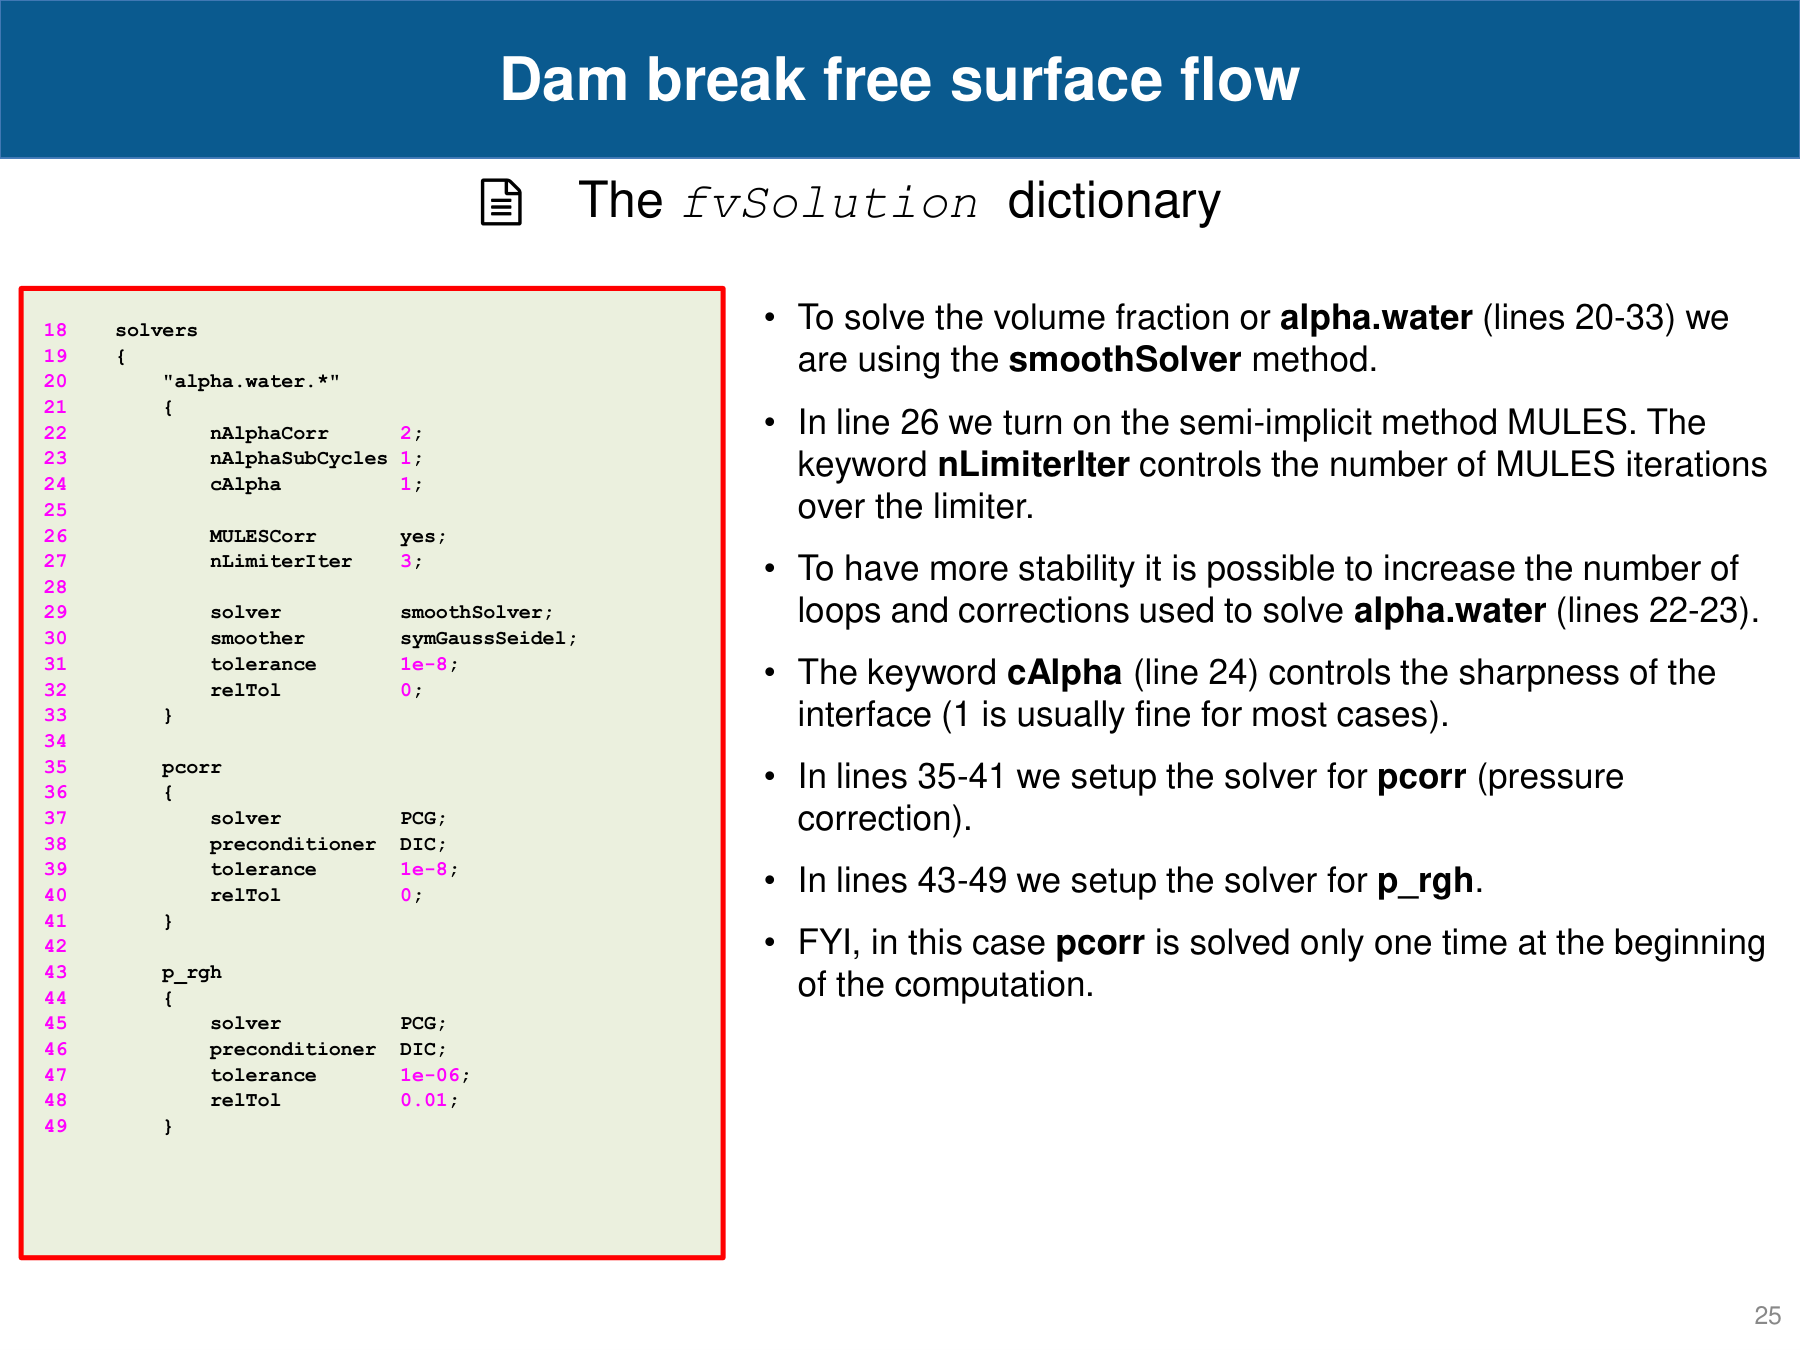 Dam break free surface flow
The fvSolution dictionary
18 solvers
19 {
20 "alpha.water.*"
21 {
22 nAlphaCorr 2;
23 nAlphaSubCycles 1;
24 cAlpha 1;
25
26 MULESCorr yes;
27 nLimiterIter 3;
28
29 solver smoothSolver;
30 smoother symGaussSeidel;
31 tolerance 1e-8;
32 relTol 0;
33 }
34
35 pcorr
36 {
37 solver PCG;
38 preconditioner DIC;
39 tolerance 1e-8;
40 relTol 0;
41 }
42
43 p_rgh
44 {
45 solver PCG;
46 preconditioner DIC;
47 tolerance 1e-06;
48 relTol 0.01;
49 }
• To solve the volume fraction or alpha.water (lines 20-33) we
are using the smoothSolver method.
• In line 26 we turn on the semi-implicit method MULES. The
keyword nLimiterIter controls the number of MULES iterations
over the limiter.
• To have more stability it is possible to increase the number of
loops and corrections used to solve alpha.water (lines 22-23).
• The keyword cAlpha (line 24) controls the sharpness of the
interface (1 is usually fine for most cases).
• In lines 35-41 we setup the solver for pcorr (pressure
correction).
• In lines 43-49 we setup the solver for p_rgh.
• FYI, in this case pcorr is solved only one time at the beginning
of the computation.
25